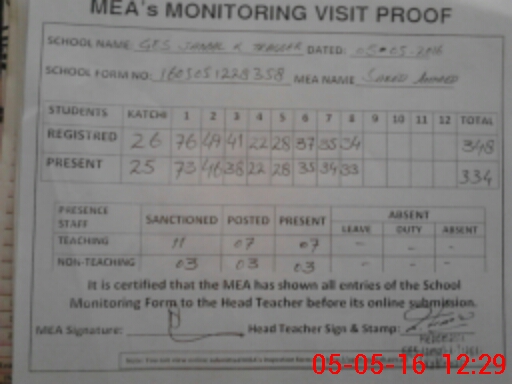 MEA's MONITORING VISIT PROOF
SCHOOL NAME GES DATED: 05-05-2016
SCHOOL FORM NO: 1605051228358 MEA NAME Ahmed
STUDENTS KATCHI 1 2 3 4 5 6 7 8 9 10 11 12 TOTAL
REGISTRED 26 76 49 41 22 28 37 35 34 348
PRESENT 25 73 46 38 22 28 35 34 33 334
PRESENCE STAFF SANCTIONED POSTED PRESENT ABSENT
LEAVE DUTY ABSENT
TEACHING 11 07 07 - - -
NON-TEACHING 03 03 03 - - -
It is certified that the MEA has shown all entries of the School
Monitoring Form to the Head Teacher before its online submission.
MEA Signature: Head Teacher Sign & Stamp:
05-05-16 12:29